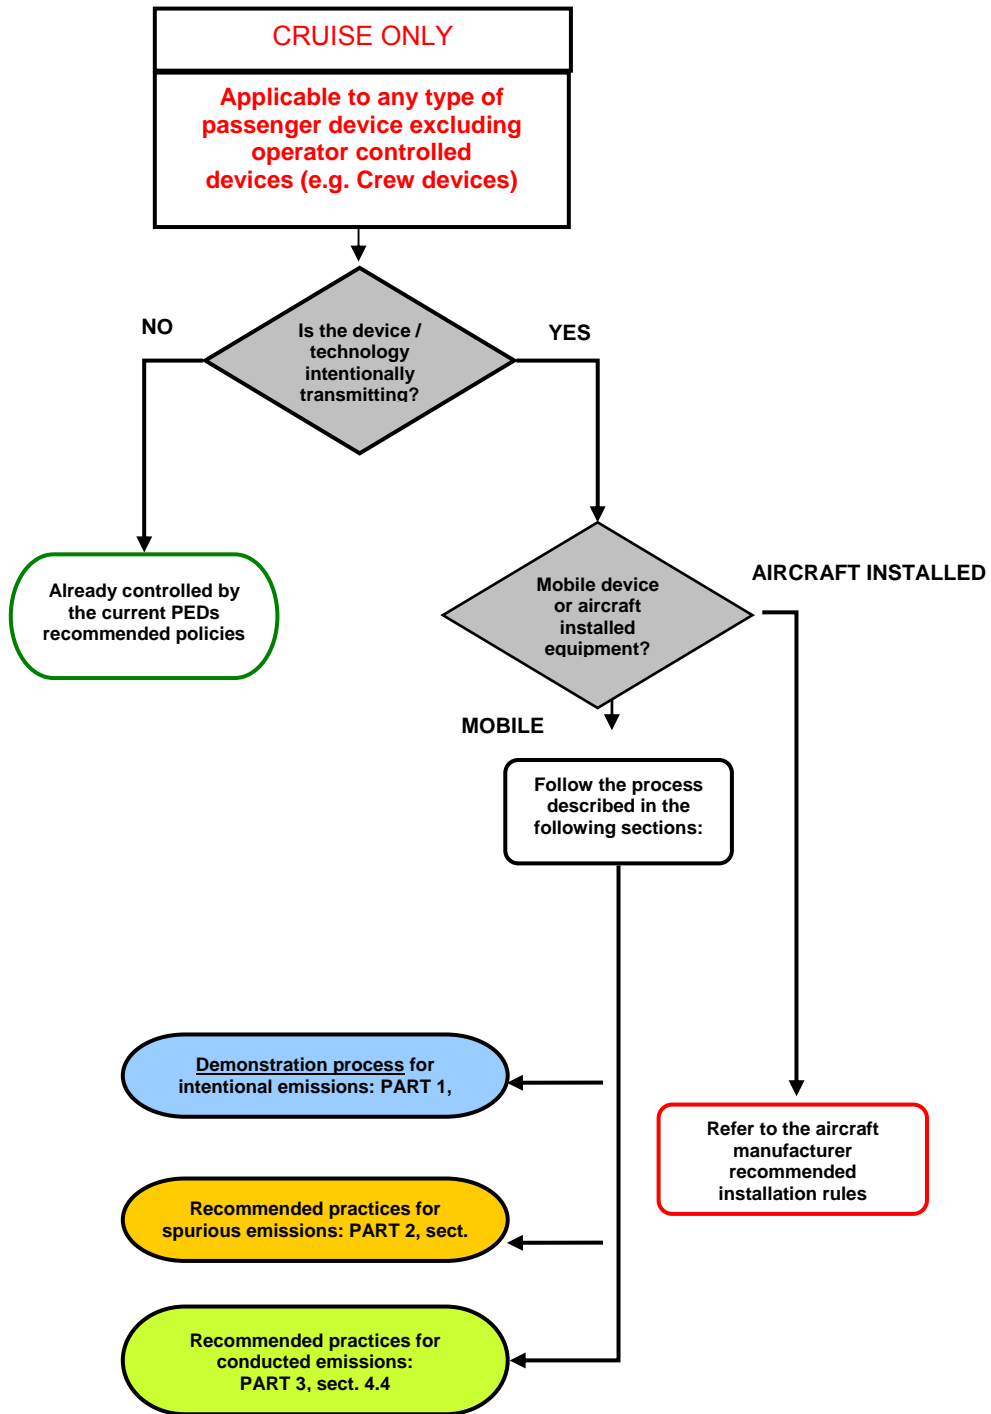 CRUISE ONLY
Applicable to any type of
passenger device excluding
operator controlled
devices (e.g. Crew devices)
NO
Is the device /
technology
intentionally
transmitting?
YES
Already controlled by
the current PEDs
recommended policies
Mobile device
or aircraft
installed
equipment?
AIRCRAFT INSTALLED
MOBILE
Follow the process
described in the
following sections:
Demonstration process for
intentional emissions: PART 1,
Refer to the aircraft
manufacturer
recommended
installation rules
Recommended practices for
spurious emissions: PART 2, sect.
Recommended practices for
conducted emissions:
PART 3, sect. 4.4